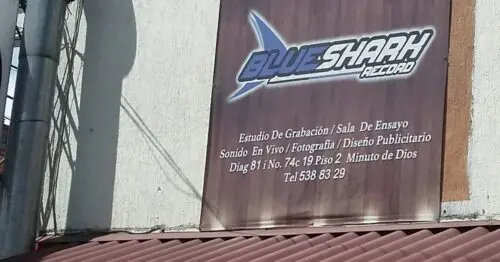 BLUESHARK
RECORD
Estudio De Grabación / Sala De Ensayo
Sonido En Vivo / Fotografia / Diseño Publicitario
Diag 81 i No. 74c 19 Piso 2 Minuto de Dios
Tel 538 83 29